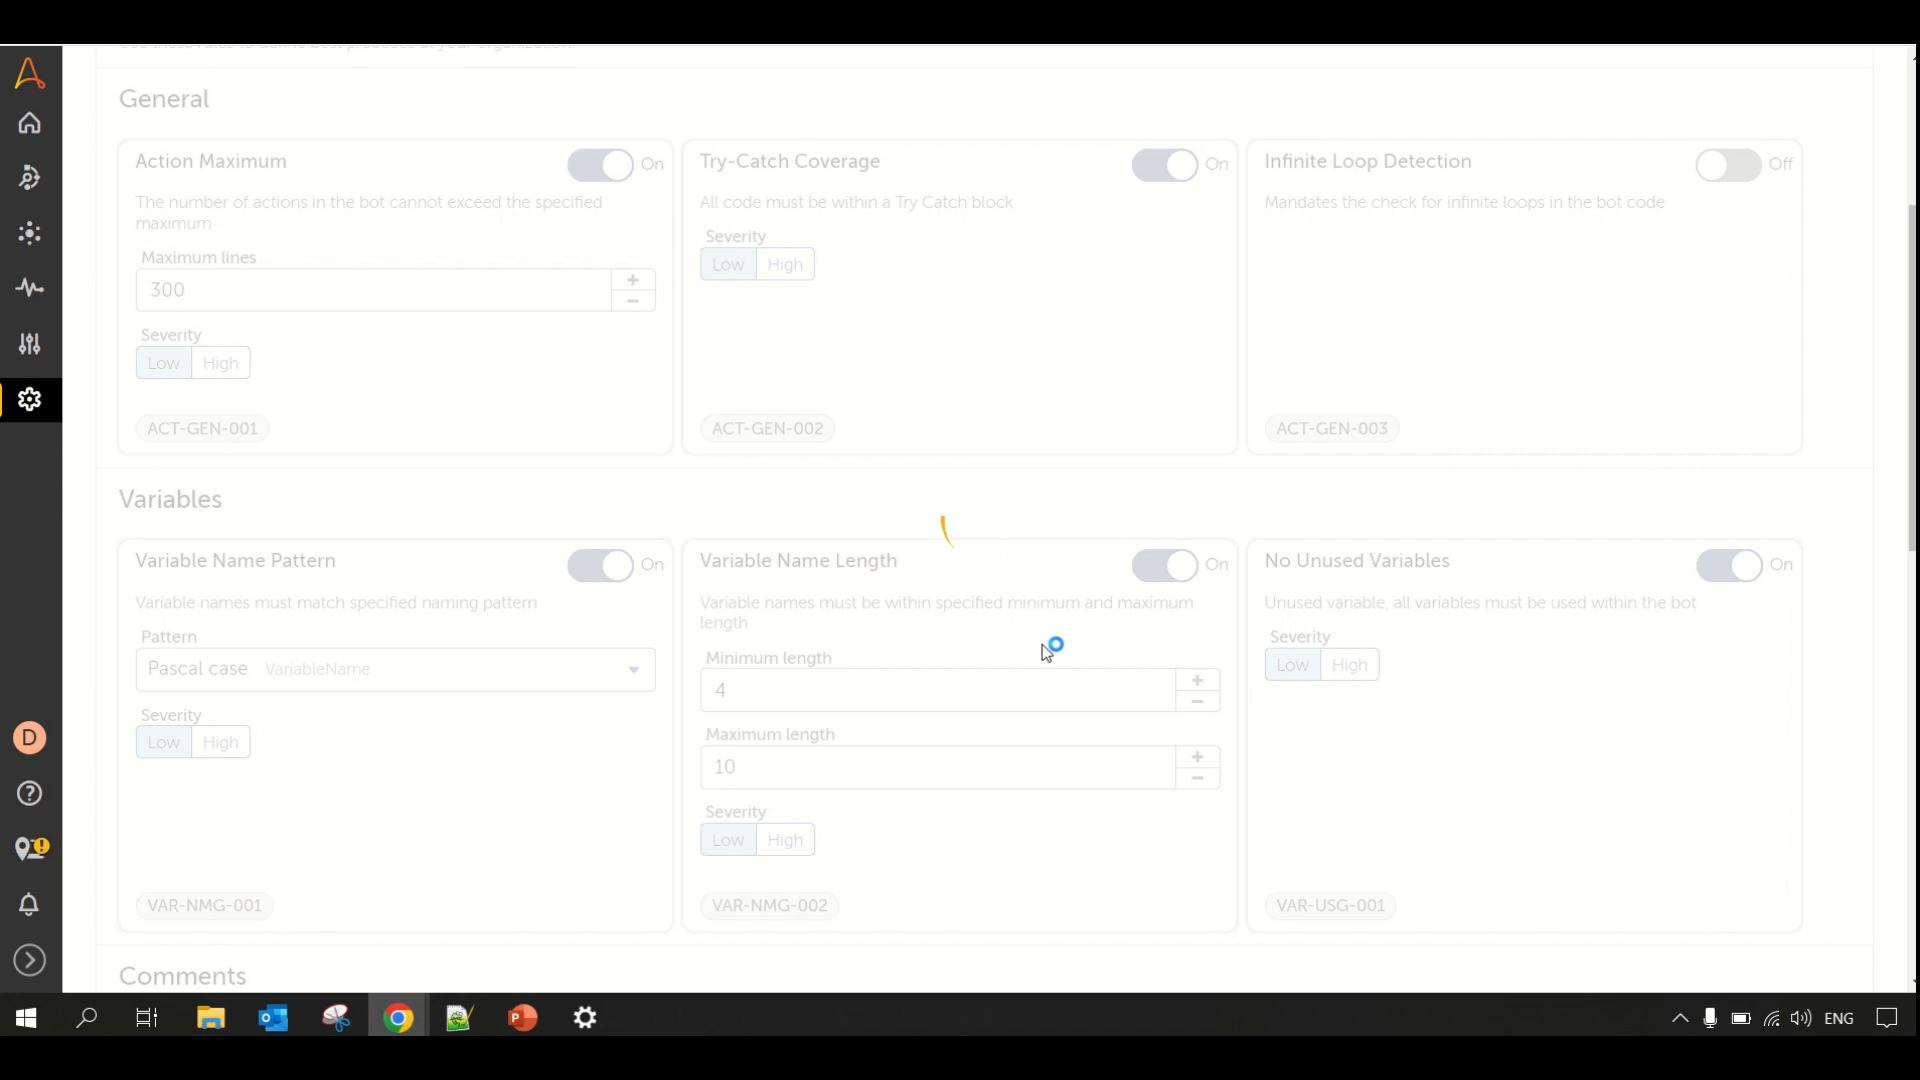 General
Action Maximum
On
The number of actions in the bot cannot exceed the specified
maximum
Maximum lines
300
Severity
Low High
ACT-GEN-001
Try-Catch Coverage
On
All code must be within a Try Catch block
Severity
Low High
ACT-GEN-002
Infinite Loop Detection
Off
Mandates the check for infinite loops in the bot code
ACT-GEN-003
Variables
Variable Name Pattern
On
Variable names must match specified naming pattern
Pattern
Pascal case VariableName
Severity
Low High
VAR-NMG-001
Variable Name Length
On
Variable names must be within specified minimum and maximum
length
Minimum length
4
Maximum length
10
Severity
Low High
VAR-NMG-002
No Unused Variables
On
Unused variable, all variables must be used within the bot
Severity
Low High
VAR-USG-001
Comments
D
ENG